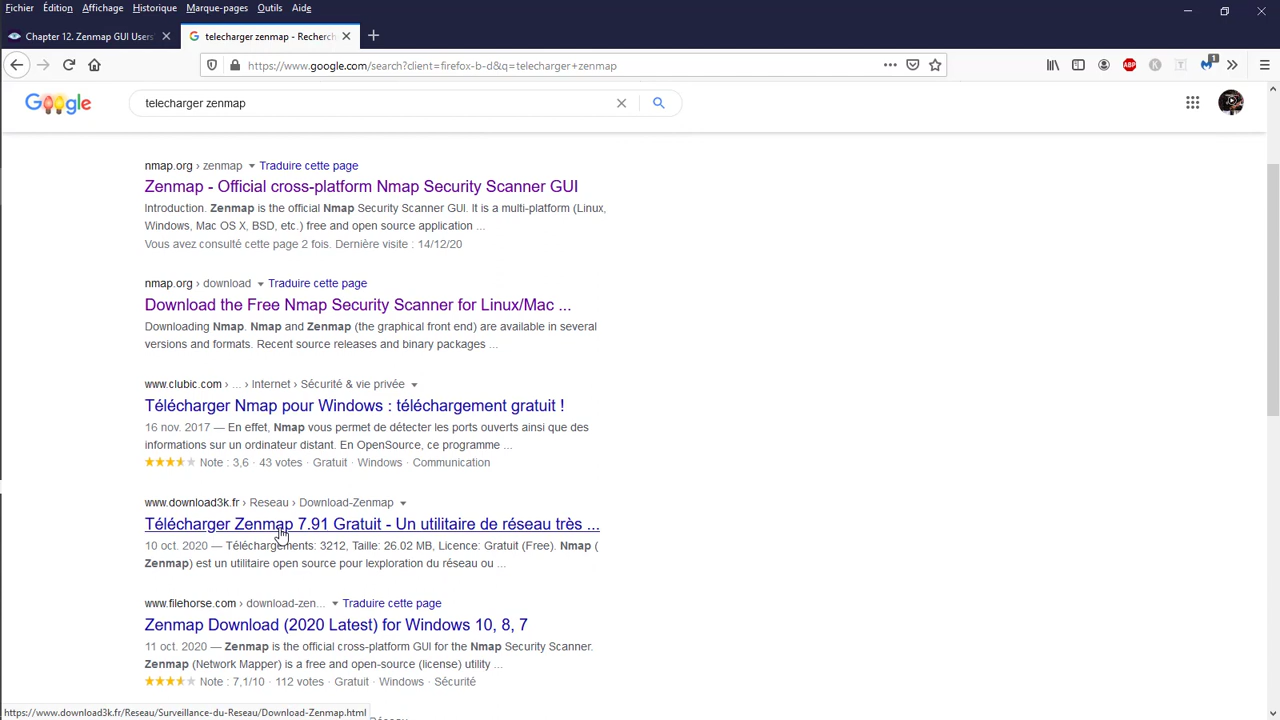 Fichier Édition Affichage Historique Marque-pages Outils Aide
Chapter 12. Zenmap GUI Users' telecharger zenmap - Recherch
https://www.google.com/search?client=firefox-b-d&q=telecharger+zenmap
ABP K T 1
Google telecharger zenmap
nmap.org › zenmap Traduire cette page
Zenmap - Official cross-platform Nmap Security Scanner GUI
Introduction. Zenmap is the official Nmap Security Scanner GUI. It is a multi-platform (Linux,
Windows, Mac OS X, BSD, etc.) free and open source application ...
Vous avez consulté cette page 2 fois. Dernière visite : 14/12/20
nmap.org › download Traduire cette page
Download the Free Nmap Security Scanner for Linux/Mac ...
Downloading Nmap. Nmap and Zenmap (the graphical front end) are available in several
versions and formats. Recent source releases and binary packages ...
www.clubic.com › ... › Internet › Sécurité & vie privée
Télécharger Nmap pour Windows : téléchargement gratuit !
16 nov. 2017 — En effet, Nmap vous permet de détecter les ports ouverts ainsi que des
informations sur un ordinateur distant. En OpenSource, ce programme ...
Note : 3,6 · 43 votes · Gratuit · Windows · Communication
www.download3k.fr › Reseau › Download-Zenmap
Télécharger Zenmap 7.91 Gratuit - Un utilitaire de réseau très ...
10 oct. 2020 — Téléchargements: 3212, Taille: 26.02 MB, Licence: Gratuit (Free). Nmap (
Zenmap) est un utilitaire open source pour lexploration du réseau ou ...
www.filehorse.com › download-zen... Traduire cette page
Zenmap Download (2020 Latest) for Windows 10, 8, 7
11 oct. 2020 — Zenmap is the official cross-platform GUI for the Nmap Security Scanner.
Zenmap (Network Mapper) is a free and open-source (license) utility ...
Note : 7,1/10 · 112 votes · Gratuit · Windows · Sécurité
https://www.download3k.fr/Reseau/Surveillance-du-Reseau/Download-Zenmap.html